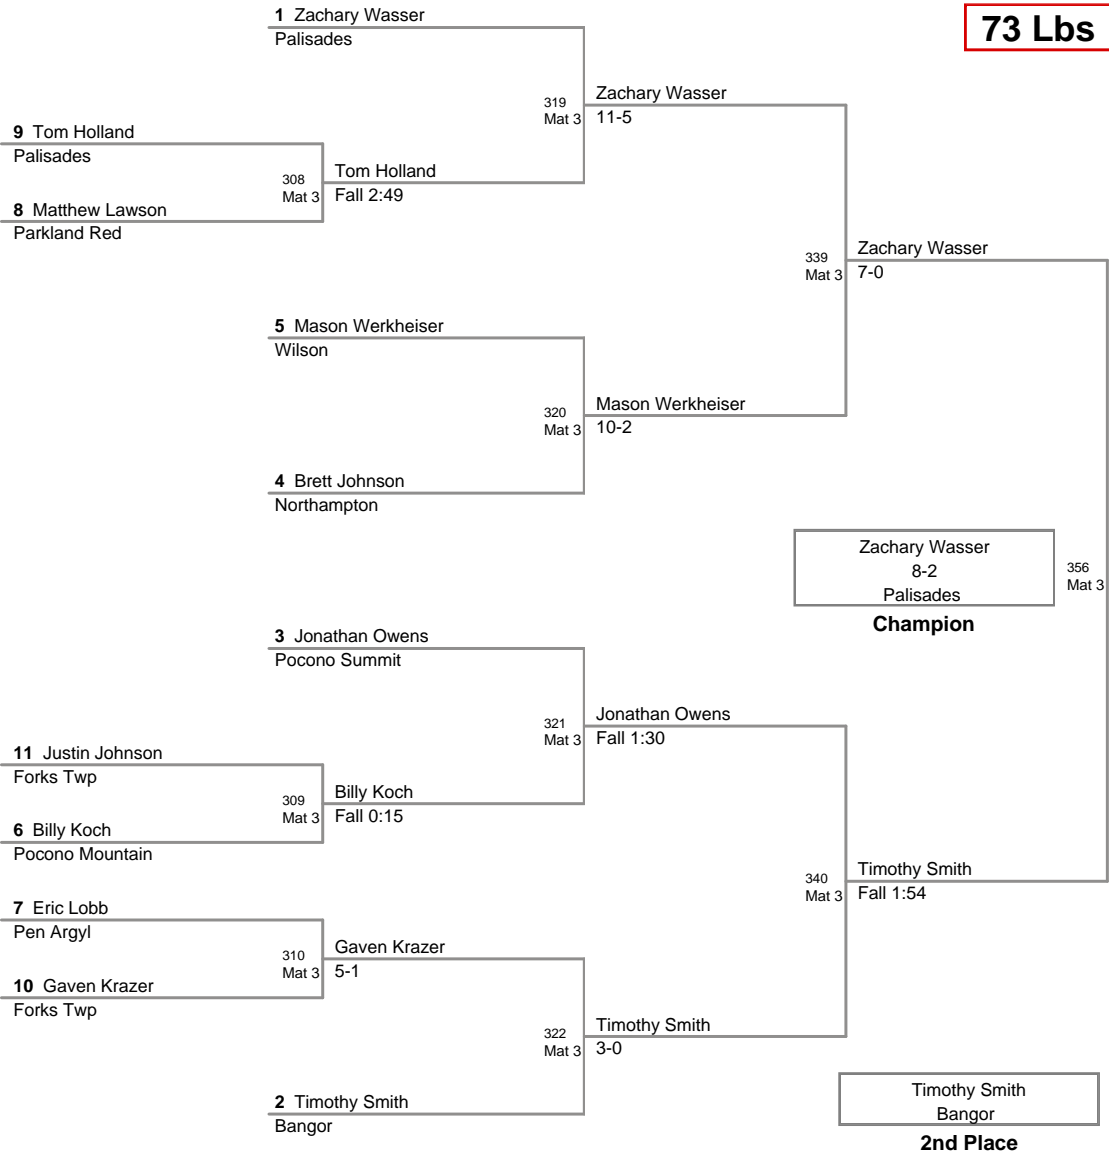 1 Zachary Wasser
Palisades
73 Lbs
319
Mat 3
Zachary Wasser
11-5
9 Tom Holland
Palisades
308
Mat 3
Tom Holland
Fall 2:49
8 Matthew Lawson
Parkland Red
339
Mat 3
Zachary Wasser
7-0
5 Mason Werkheiser
Wilson
320
Mat 3
Mason Werkheiser
10-2
4 Brett Johnson
Northampton
Zachary Wasser
8-2
Palisades
Champion
356
Mat 3
3 Jonathan Owens
Pocono Summit
321
Mat 3
Jonathan Owens
Fall 1:30
11 Justin Johnson
Forks Twp
309
Mat 3
Billy Koch
Fall 0:15
6 Billy Koch
Pocono Mountain
340
Mat 3
Timothy Smith
Fall 1:54
7 Eric Lobb
Pen Argyl
310
Mat 3
Gaven Krazer
5-1
10 Gaven Krazer
Forks Twp
322
Mat 3
Timothy Smith
3-0
2 Timothy Smith
Bangor
Timothy Smith
Bangor
2nd Place